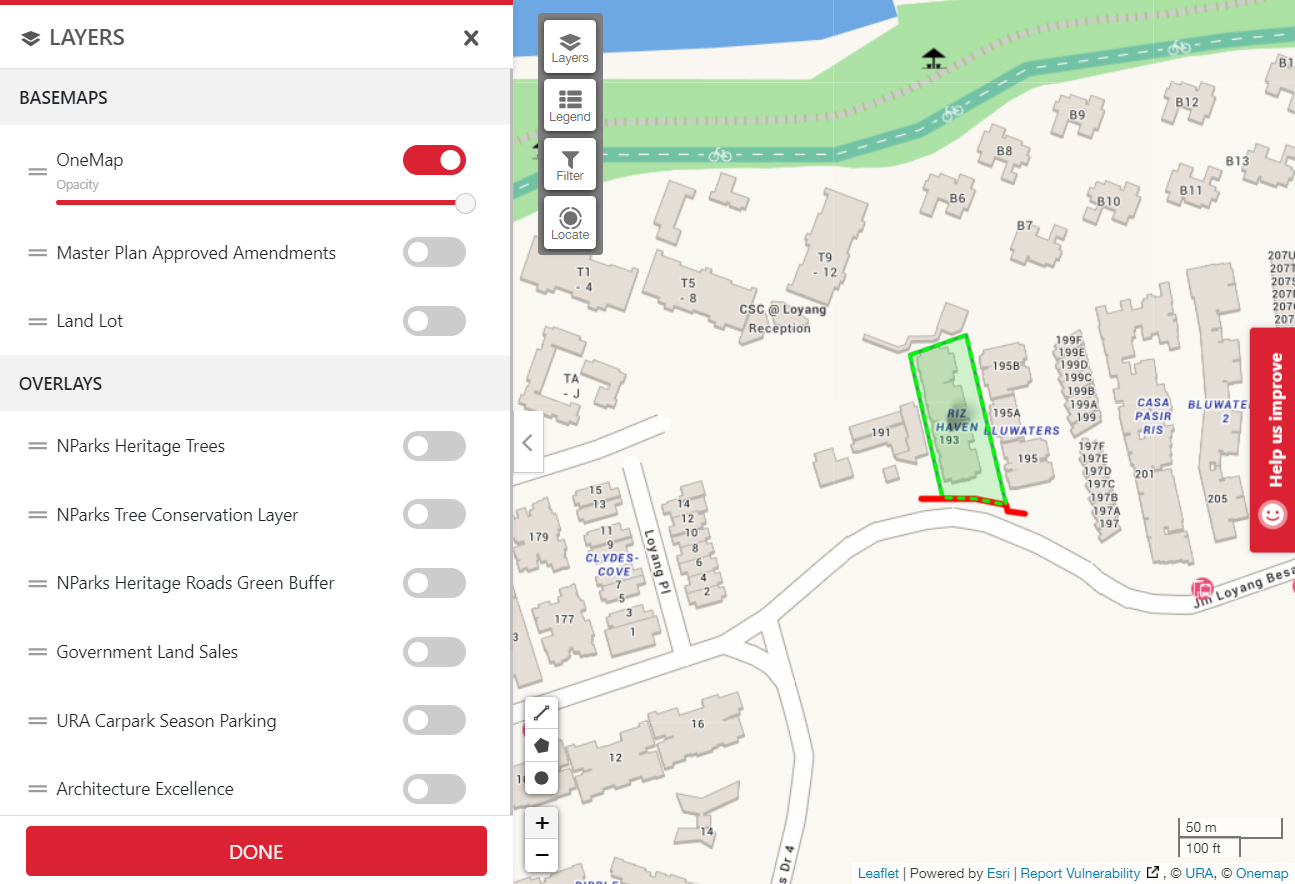 LAYERS
BASEMAPS
OneMap
Opacity
Master Plan Approved Amendments
Land Lot
OVERLAYS
NParks Heritage Trees
NParks Tree Conservation Layer
NParks Heritage Roads Green Buffer
Government Land Sales
URA Carpark Season Parking
Architecture Excellence
DONE
Layers
Legend
Filter
Locate
B12
B9
B8
B13
B11
B6
B10
B7
T9
- 12
T1
- 4
T5
- 8
CSC @ Loyang
Reception
TA
- J
191
RIZ
HAVEN
193
195B
195A
BLUWATERS
195
199F
199E
199D
199C
199B
199A
199
197F
197E
197D
197C
197B
197A
197
CASA
PASIR
RIS
201
2
205
Help us improve
15
13
11
9
CLYDES-
COVE
7
5
3
1
179
177
3
Loyang Pl
14
12
10
8
6
4
2
16
12
14
50 m
100 ft
+
−
Leaflet | Powered by Esri | Report Vulnerability , © URA, © Onemap